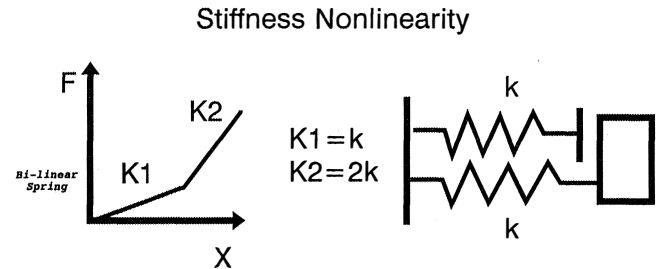 Stiffness Nonlinearity
F
K2
K1
Bi-linear
Spring
X
K1=k
K2=2k
k
k